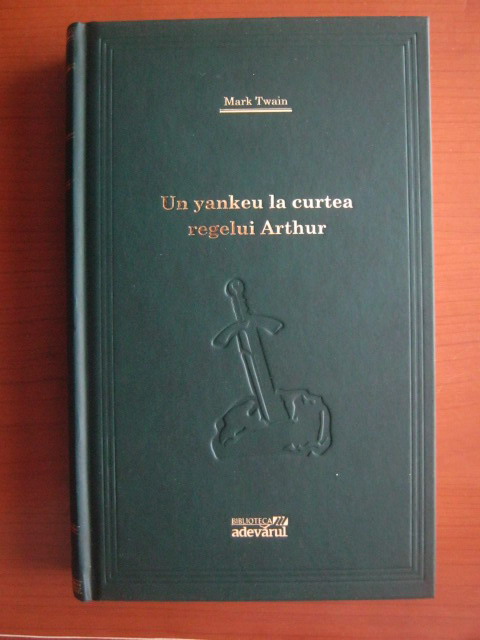 Mark Twain
Un yankeu la curtea
regelui Arthur
BIBLIOTECA
adevărul